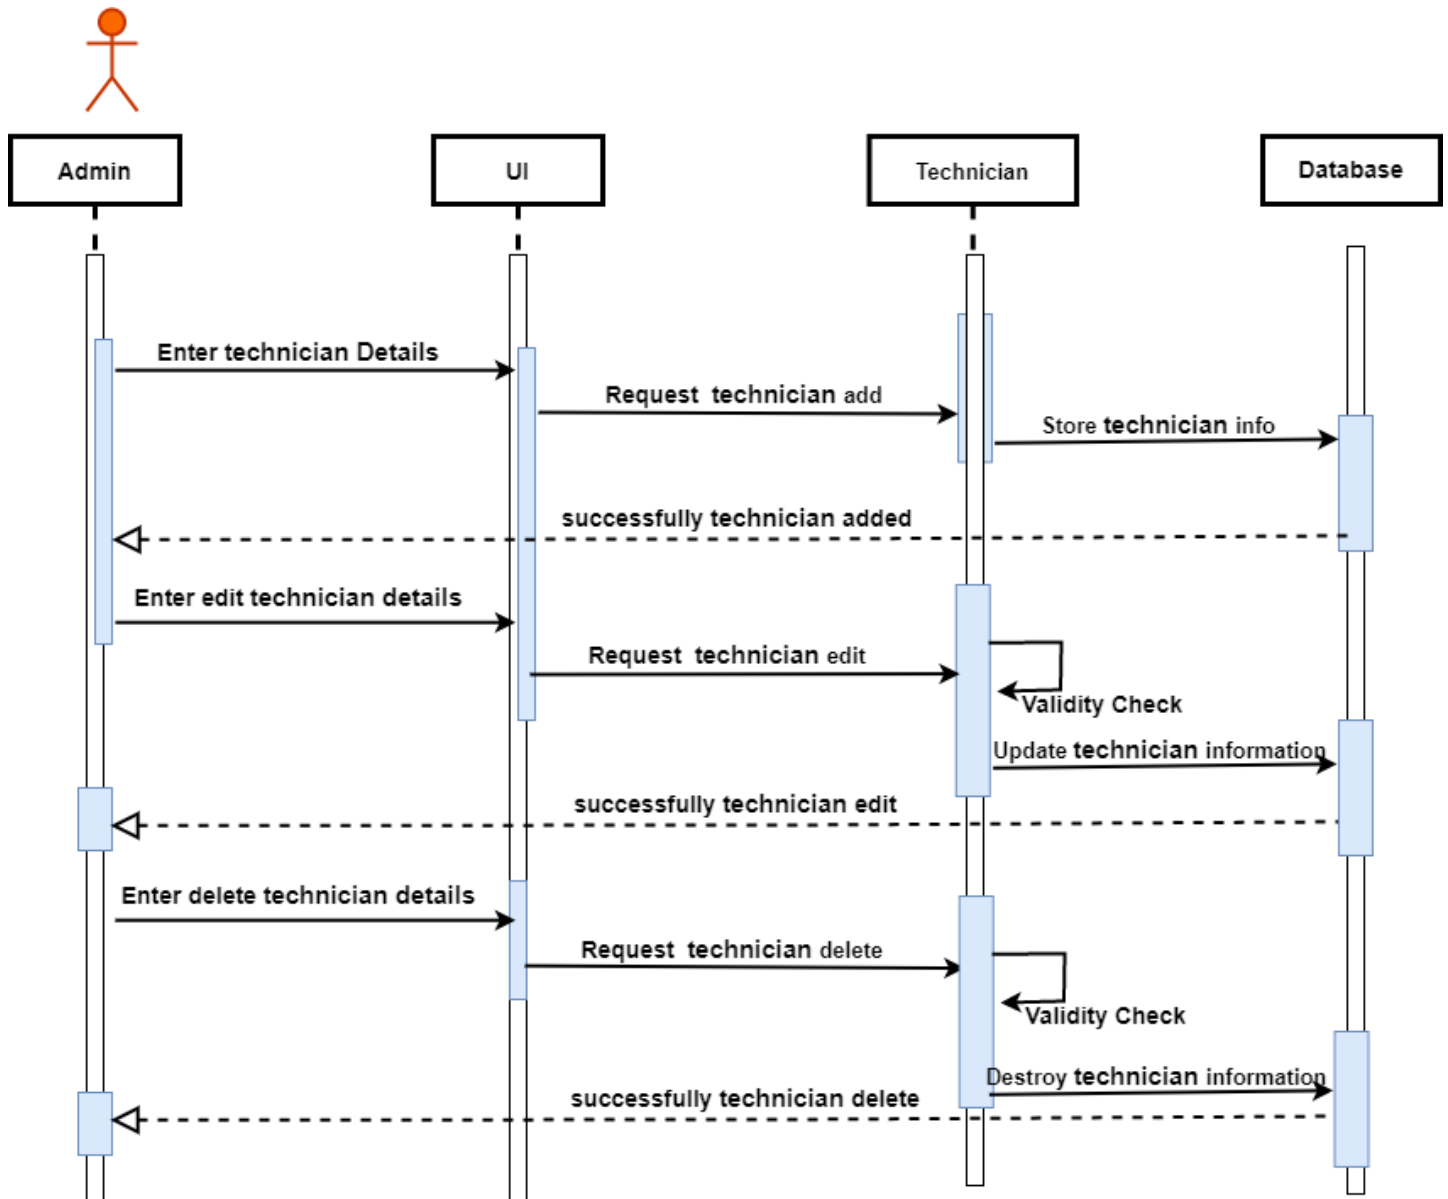 Admin
UI
Technician
Database
Enter technician Details
Request technician add
Store technician info
successfully technician added
Enter edit technician details
Request technician edit
Validity Check
Update technician information
successfully technician edit
Enter delete technician details
Request technician delete
Validity Check
Destroy technician information
successfully technician delete